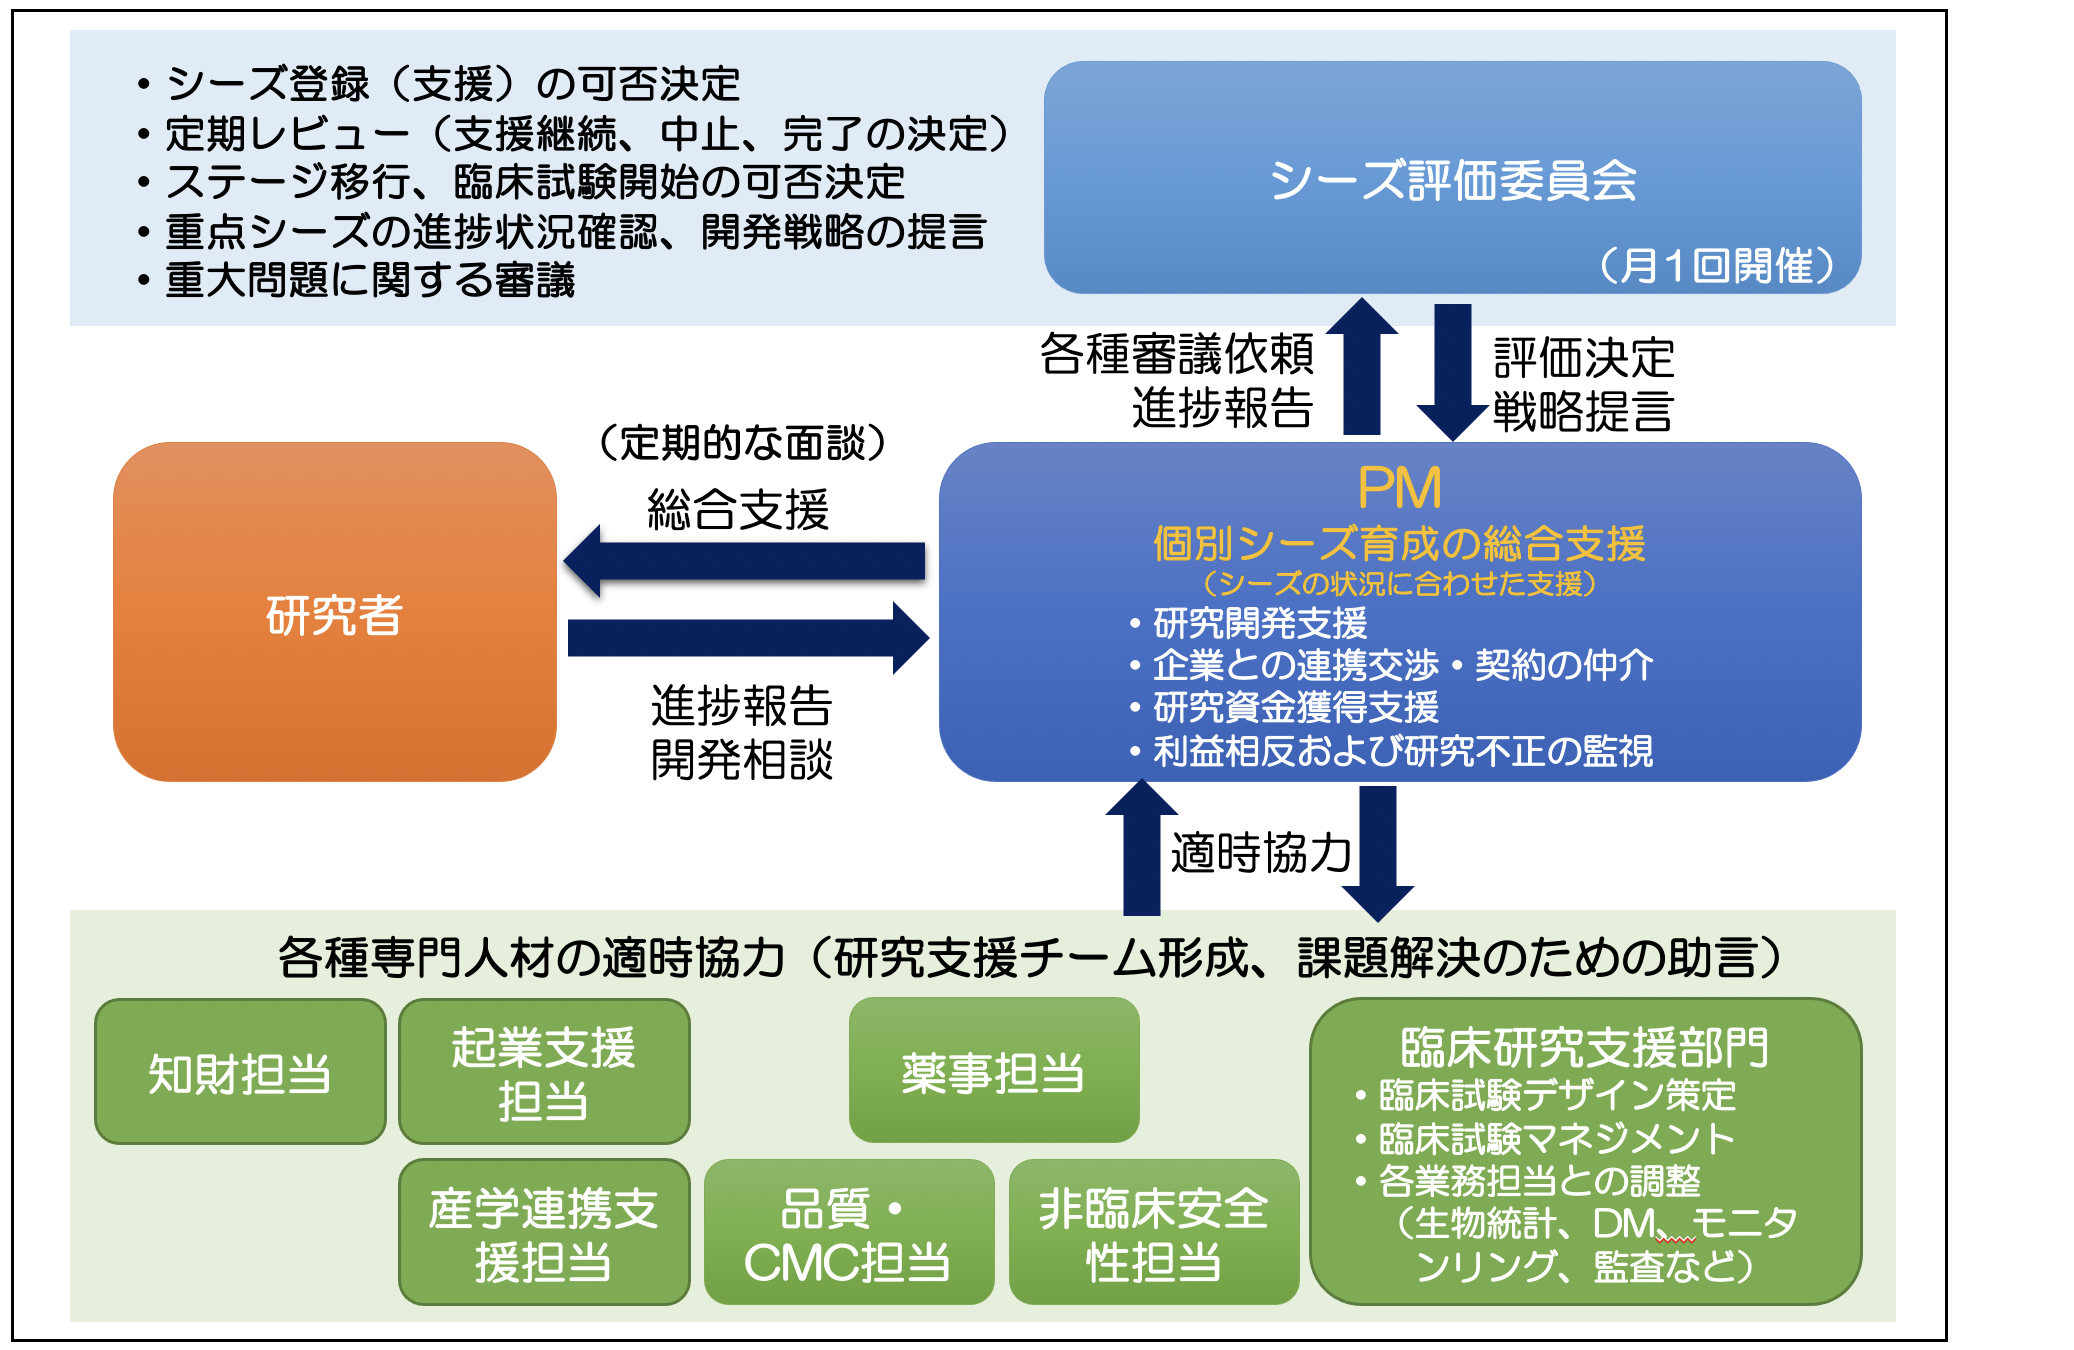 ・シーズ登録（支援）の可否決定
・定期レビュー（支援継続、中止、完了の決定）
・ステージ移行、臨床試験開始の可否決定
・重点シーズの進捗状況確認、開発戦略の提言
・重大問題に関する審議
シーズ評価委員会
（月1回開催）
各種審議依頼
進捗報告
評価決定
戦略提言
（定期的な面談）
総合支援
研究者
進捗報告
開発相談
PM
個別シーズ育成の総合支援
（シーズの状況に合わせた支援）
・研究開発支援
・企業との連携交渉・契約の仲介
・研究資金獲得支援
・利益相反および研究不正の監視
適時協力
各種専門人材の適時協力（研究支援チーム形成、課題解決のための助言）
知財担当
起業支援
担当
薬事担当
産学連携支
援担当
品質・
CMC担当
非臨床安全
性担当
臨床研究支援部門
・臨床試験デザイン策定
・臨床試験マネジメント
・各業務担当との調整
（生物統計、DM、モニタ
ンリング、監査など）